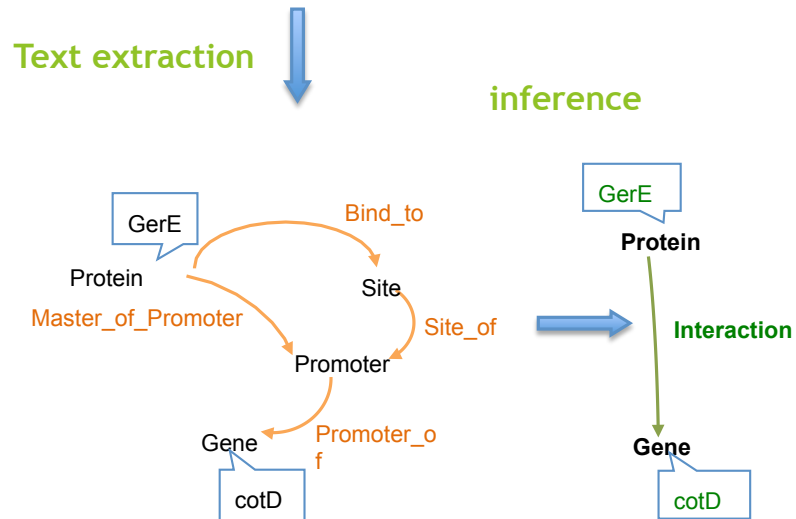 Text extraction
inference
GerE
GerE
Bind_to
Protein
Protein
Site
Master_of_Promoter
Site_of
Interaction
Promoter
Gene
Promoter_o
f
Gene
cotD
cotD